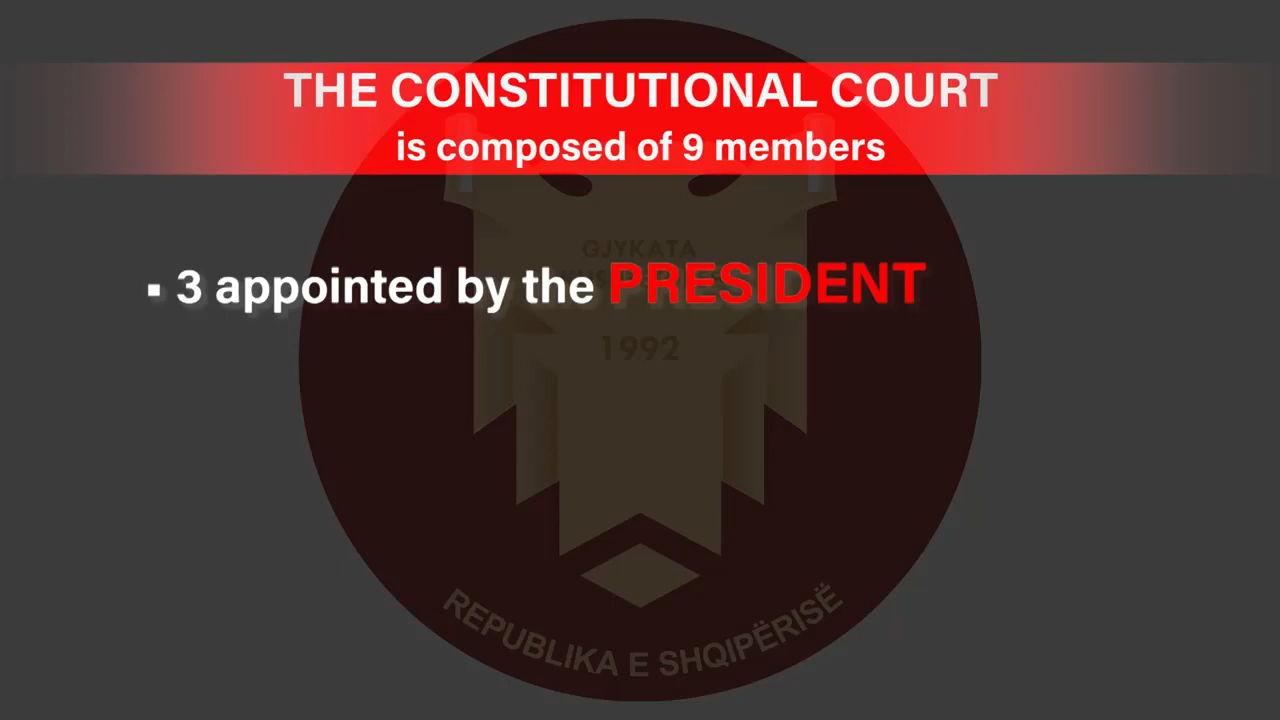 THE CONSTITUTIONAL COURT
is composed of 9 members
GJYKATA
▪ 3 appointed by the PRESIDENT
1992
REPUBLIKA E SHQIPËRISË